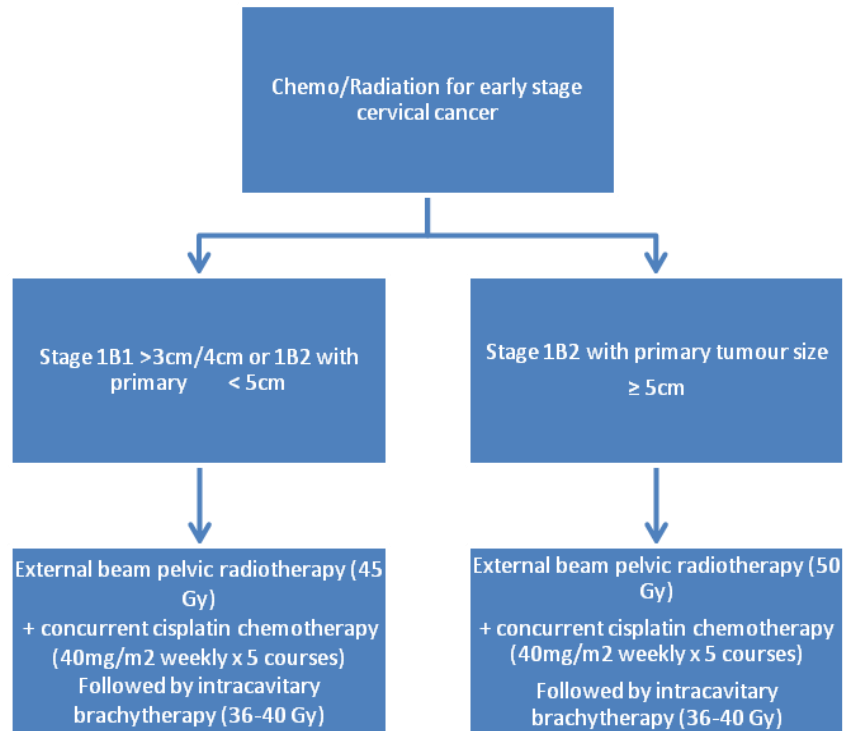 Chemo/Radiation for early stage
cervical cancer
Stage 1B1 >3cm/4cm or 1B2 with
primary < 5cm
Stage 1B2 with primary tumour size
≥ 5cm
External beam pelvic radiotherapy (45
Gy)
+ concurrent cisplatin chemotherapy
(40mg/m2 weekly x 5 courses)
Followed by intracavitary
brachytherapy (36-40 Gy)
External beam pelvic radiotherapy (50
Gy)
+ concurrent cisplatin chemotherapy
(40mg/m2 weekly x 5 courses)
Followed by intracavitary
brachytherapy (36-40 Gy)